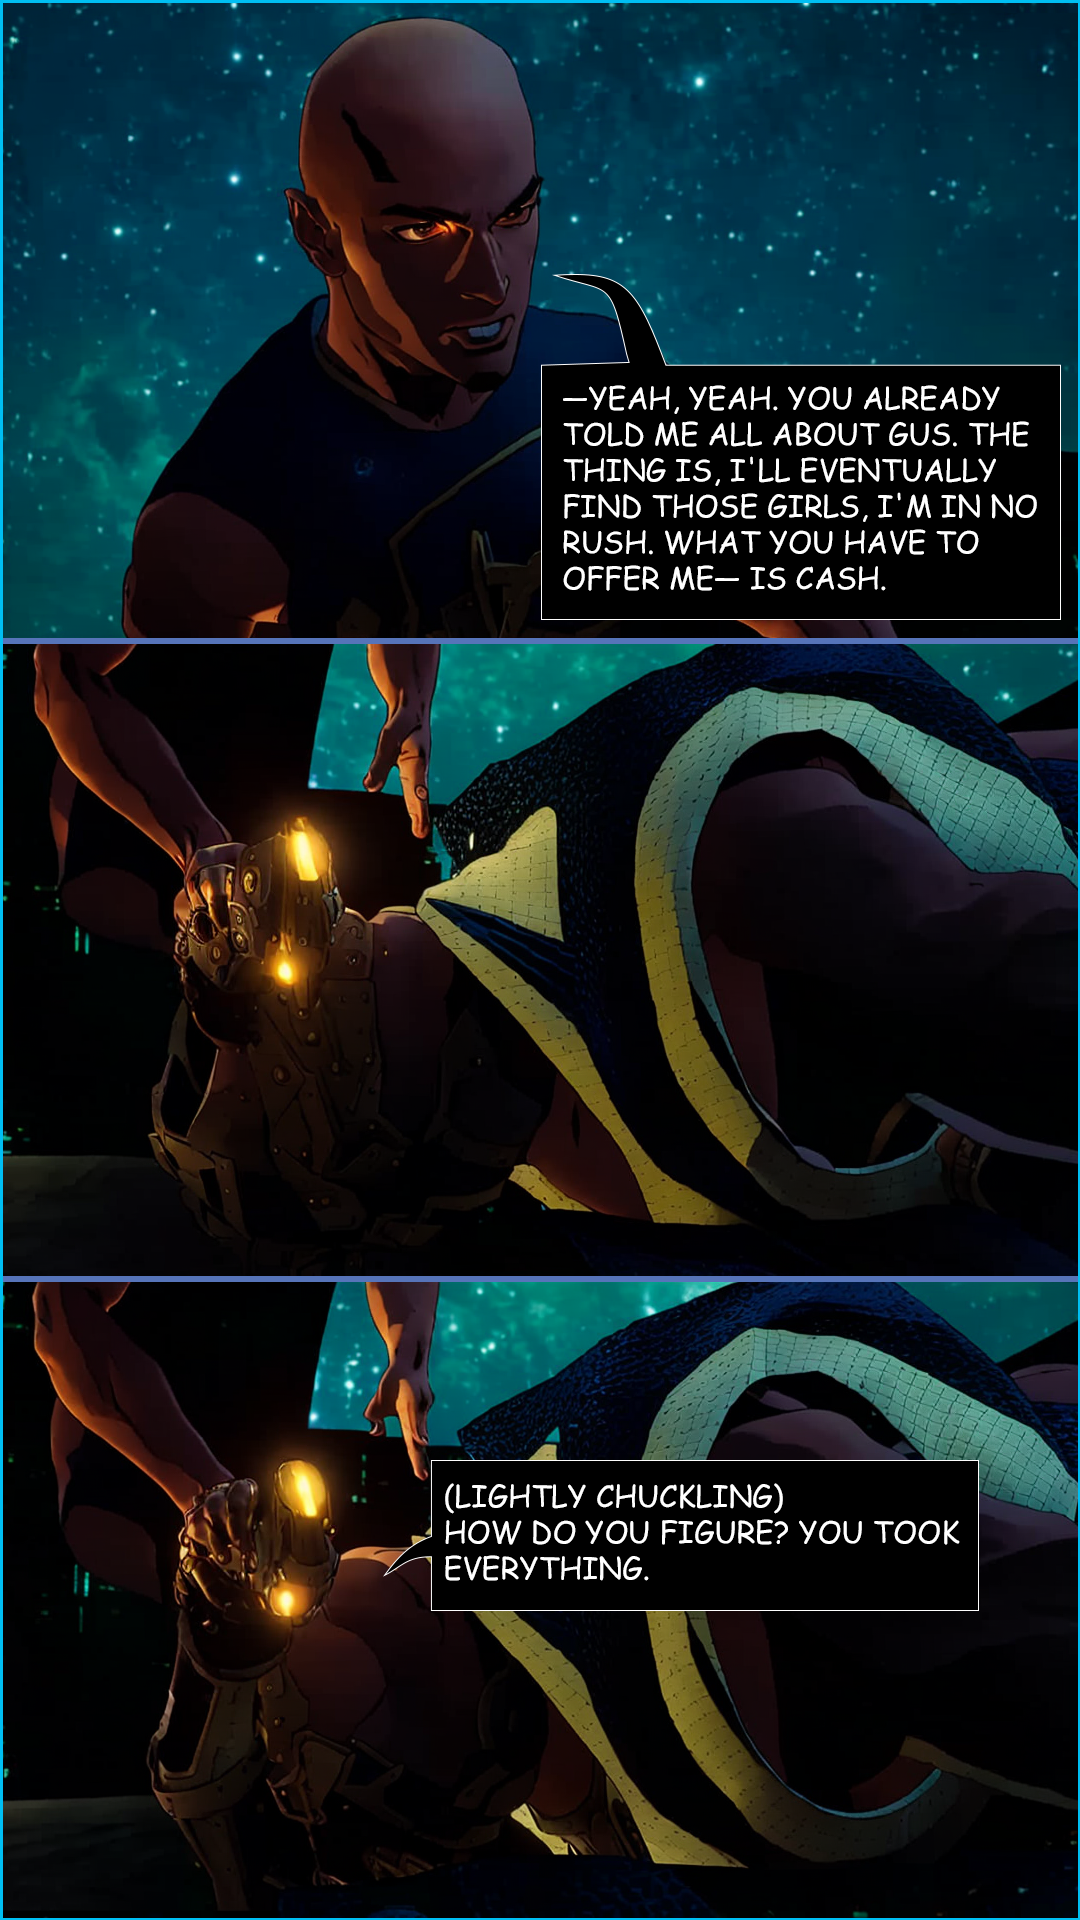 —YEAH, YEAH. YOU ALREADY
TOLD ME ALL ABOUT GUS. THE
THING IS, I'LL EVENTUALLY
FIND THOSE GIRLS, I'M IN NO
RUSH. WHAT YOU HAVE TO
OFFER ME— IS CASH.
(LIGHTLY CHUCKLING)
HOW DO YOU FIGURE? YOU TOOK
EVERYTHING.